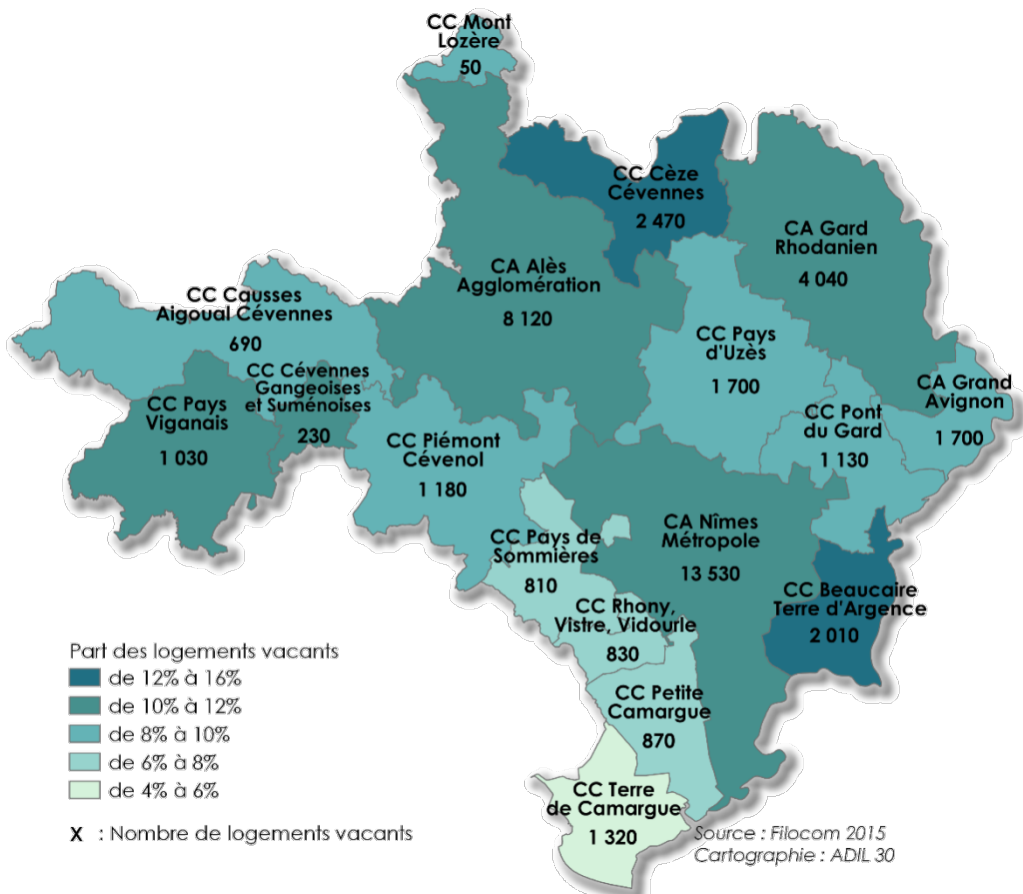 CC Mont
Lozère
50
CC Cèze
Cévennes
2 470
CA Gard
Rhodanien
4 040
CA Alès
Agglomération
8 120
CC Causses
Aigoual Cévennes
690
CC Pays
d'Uzès
1 700
CC Cévennes
Gangeoises
et Suménoises
230
CC Pays
Viganais
1 030
CA Grand
Avignon
1 700
CC Pont
du Gard
1 130
CC Piémont
Cévenol
1 180
CA Nîmes
Métropole
13 530
CC Pays de
Sommières
810
CC Beaucaire
Terre d'Argence
2 010
CC Rhony,
Vistre, Vidourle
830
CC Petite
Camargue
870
CC Terre
de Camargue
1 320
Part des logements vacants
de 12% à 16%
de 10% à 12%
de 8% à 10%
de 6% à 8%
de 4% à 6%
X : Nombre de logements vacants
Source : Filocom 2015
Cartographie : ADIL 30